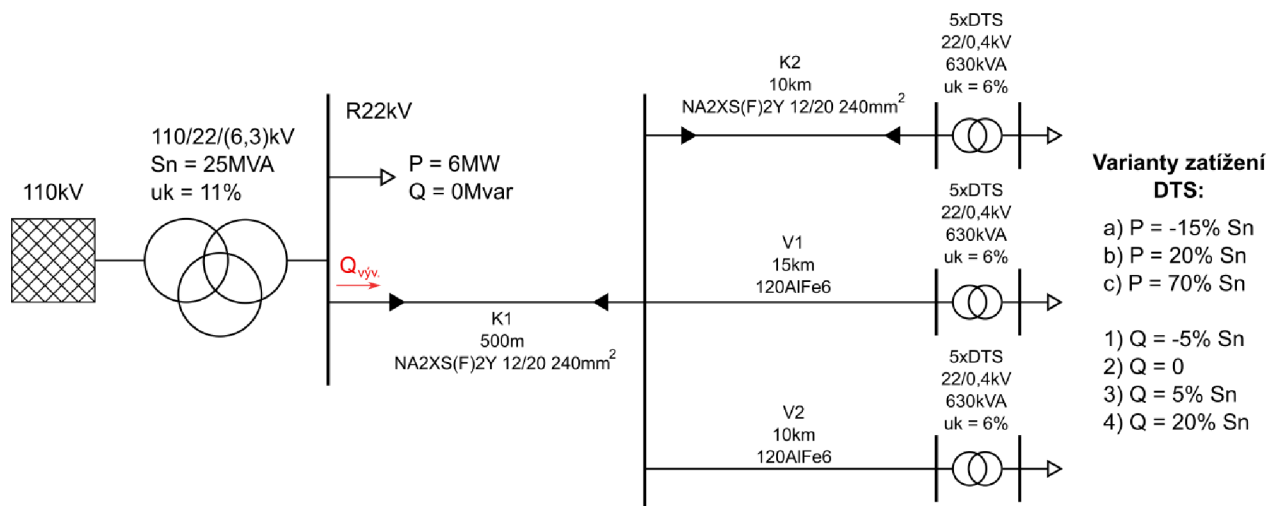 110kV
110/22/(6,3)kV
Sn = 25MVA
uk = 11%
R22kV
P = 6MW
Q = 0Mvar
Qvýv.
K1
500m
NA2XS(F)2Y 12/20 240mm²
K2
10km
NA2XS(F)2Y 12/20 240mm²
5xDTS
22/0,4kV
630kVA
uk = 6%
V1
15km
120AlFe6
5xDTS
22/0,4kV
630kVA
uk = 6%
V2
10km
120AlFe6
5xDTS
22/0,4kV
630kVA
uk = 6%
Varianty zatížení
DTS:
a) P = -15% Sn
b) P = 20% Sn
c) P = 70% Sn
1) Q = -5% Sn
2) Q = 0
3) Q = 5% Sn
4) Q = 20% Sn